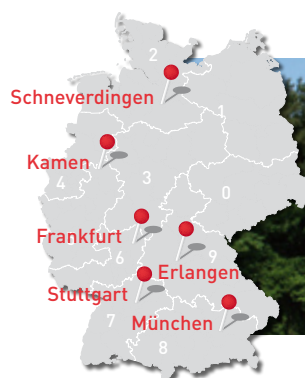 2
Schneverdingen
1
Kamen
4
3
0
Frankfurt
6
9
Erlangen
Stuttgart
7
München
8